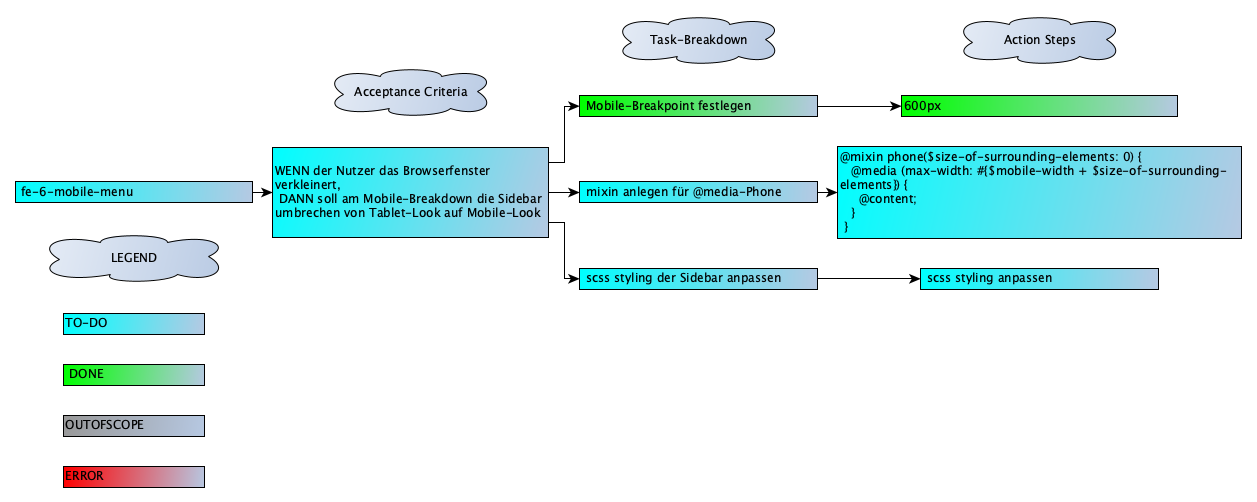 Task-Breakdown
Action Steps
Acceptance Criteria
Mobile-Breakpoint festlegen
600px
fe-6-mobile-menu
WENN der Nutzer das Browserfenster
verkleinert,
DANN soll am Mobile-Breakdown die Sidebar
umbrechen von Tablet-Look auf Mobile-Look
mixin anlegen für @media-Phone
@mixin phone($size-of-surrounding-elements: 0) {
@media (max-width: #{$mobile-width + $size-of-surrounding-
elements}) {
@content;
}
}
scss styling der Sidebar anpassen
scss styling anpassen
LEGEND
TO-DO
DONE
OUTOFSCOPE
ERROR